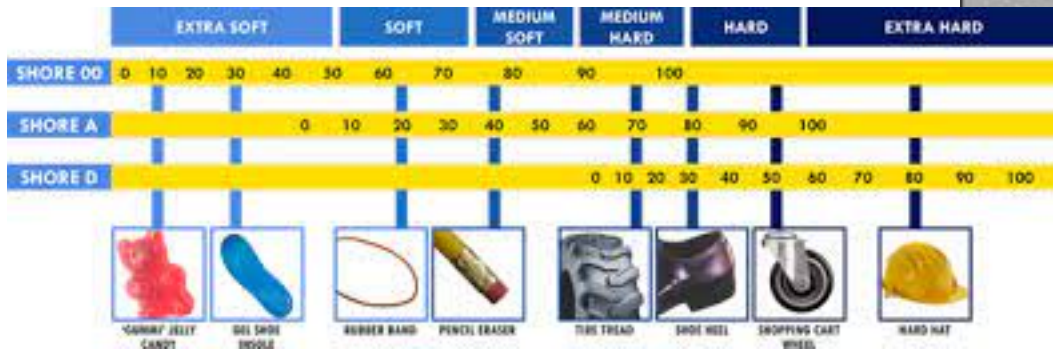 EXTRA SOFT
SOFT
MEDIUM
SOFT
MEDIUM
HARD
HARD
EXTRA HARD
SHORE 00 0 10 20 30 40 50 60 70 80 90 100
SHORE A 0 10 20 30 40 50 60 70 80 90 100
SHORE D 0 10 20 30 40 50 60 70 80 90 100
'GUMMI' JELLY
CANDY
GEL SHOE
INSOLE
RUBBER BAND
PENCIL ERASER
TIRE TREAD
SHOE HEEL
SHOPPING CART
WHEEL
HARD HAT